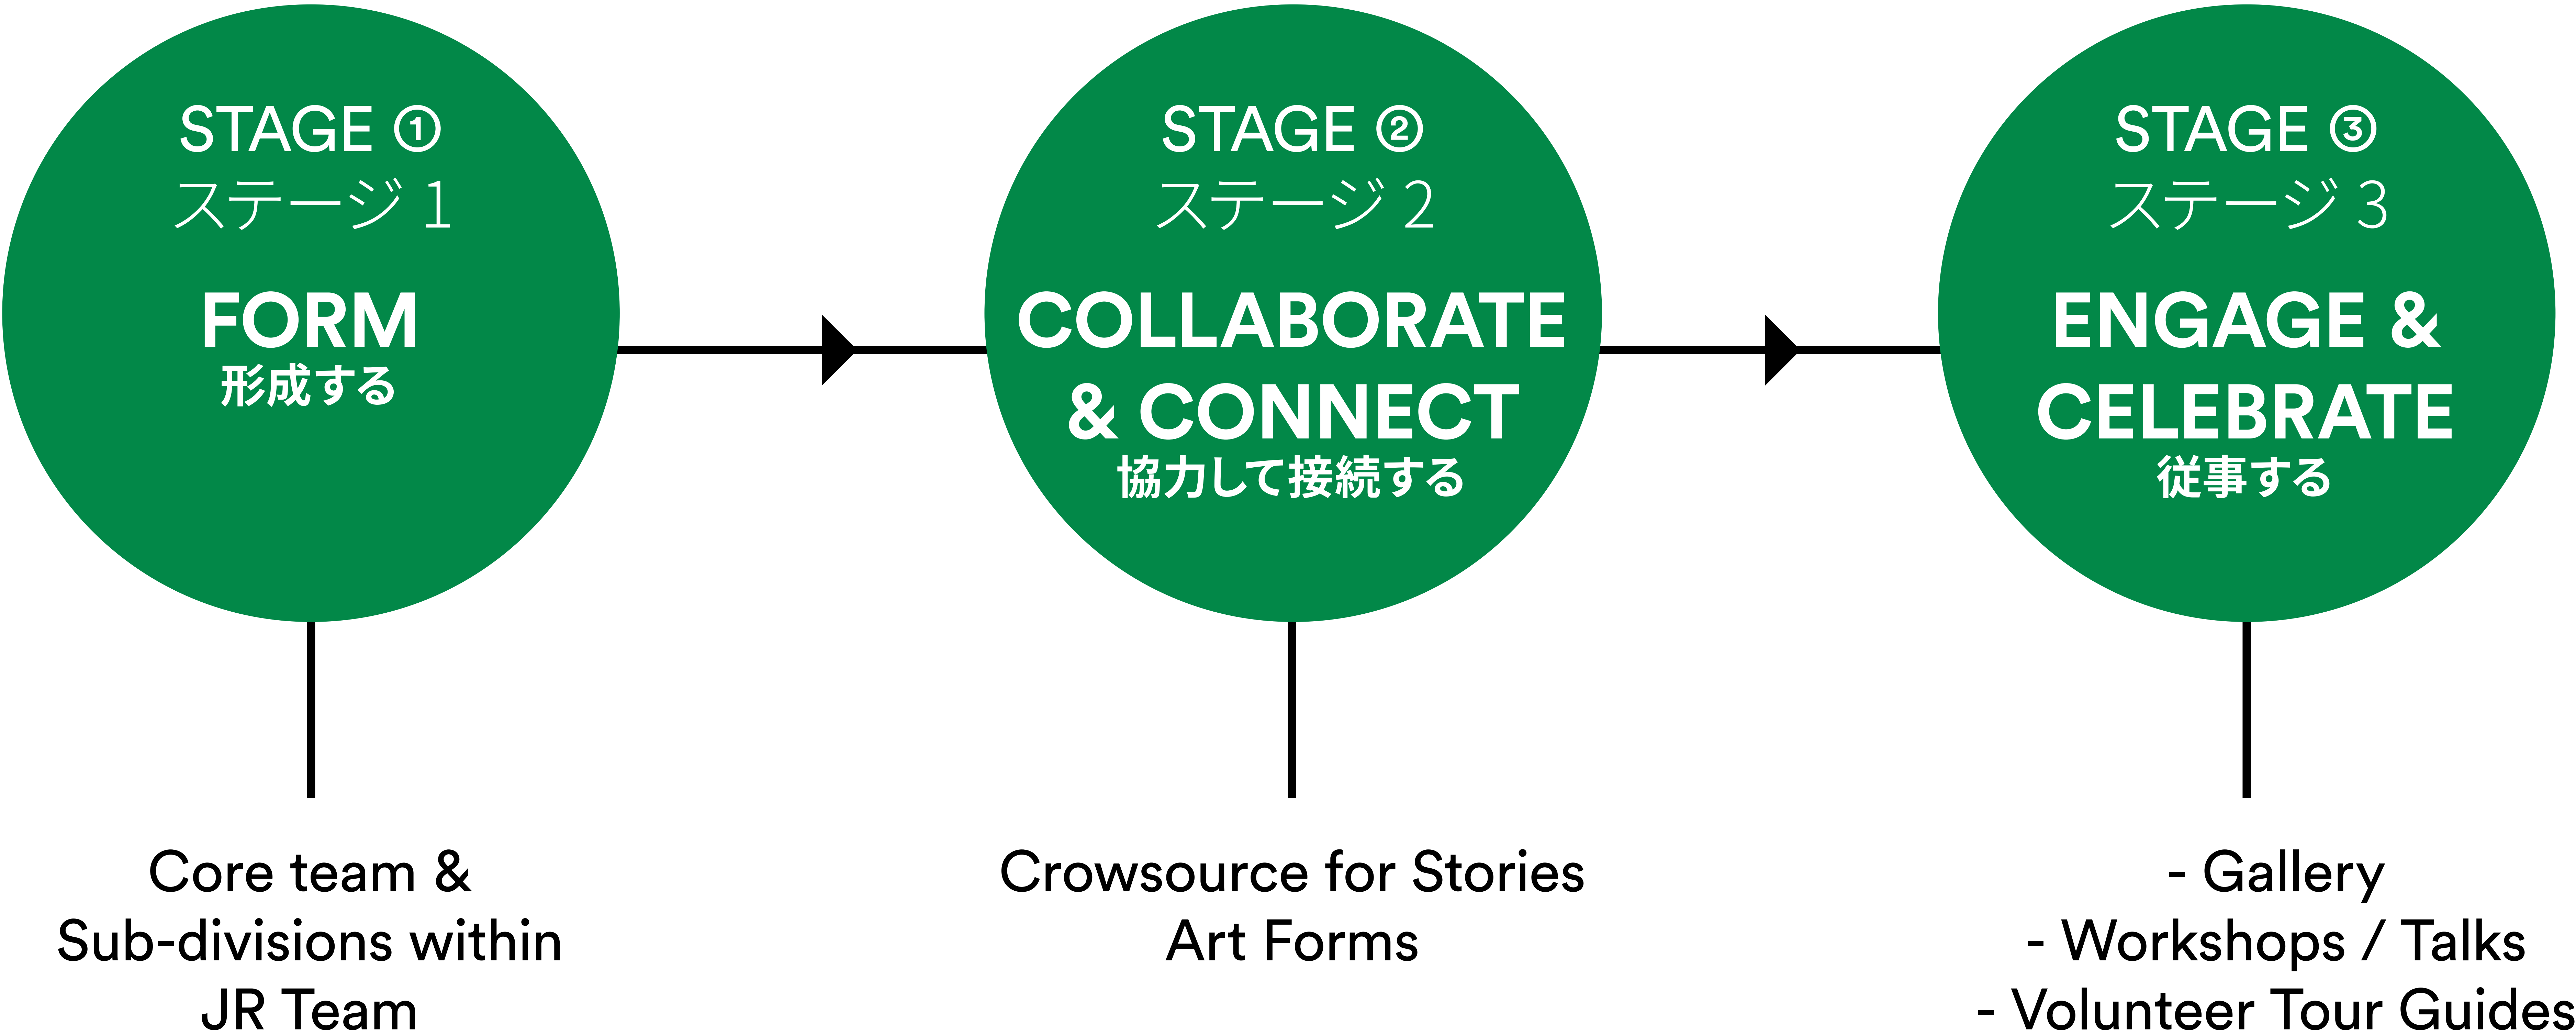 STAGE ①
ステージ 1
FORM
形成する
Core team &
Sub-divisions within
JR Team
STAGE ②
ステージ 2
COLLABORATE
& CONNECT
協力して接続する
Crowsource for Stories
Art Forms
STAGE ③
ステージ 3
ENGAGE &
CELEBRATE
従事する
- Gallery
- Workshops / Talks
- Volunteer Tour Guides